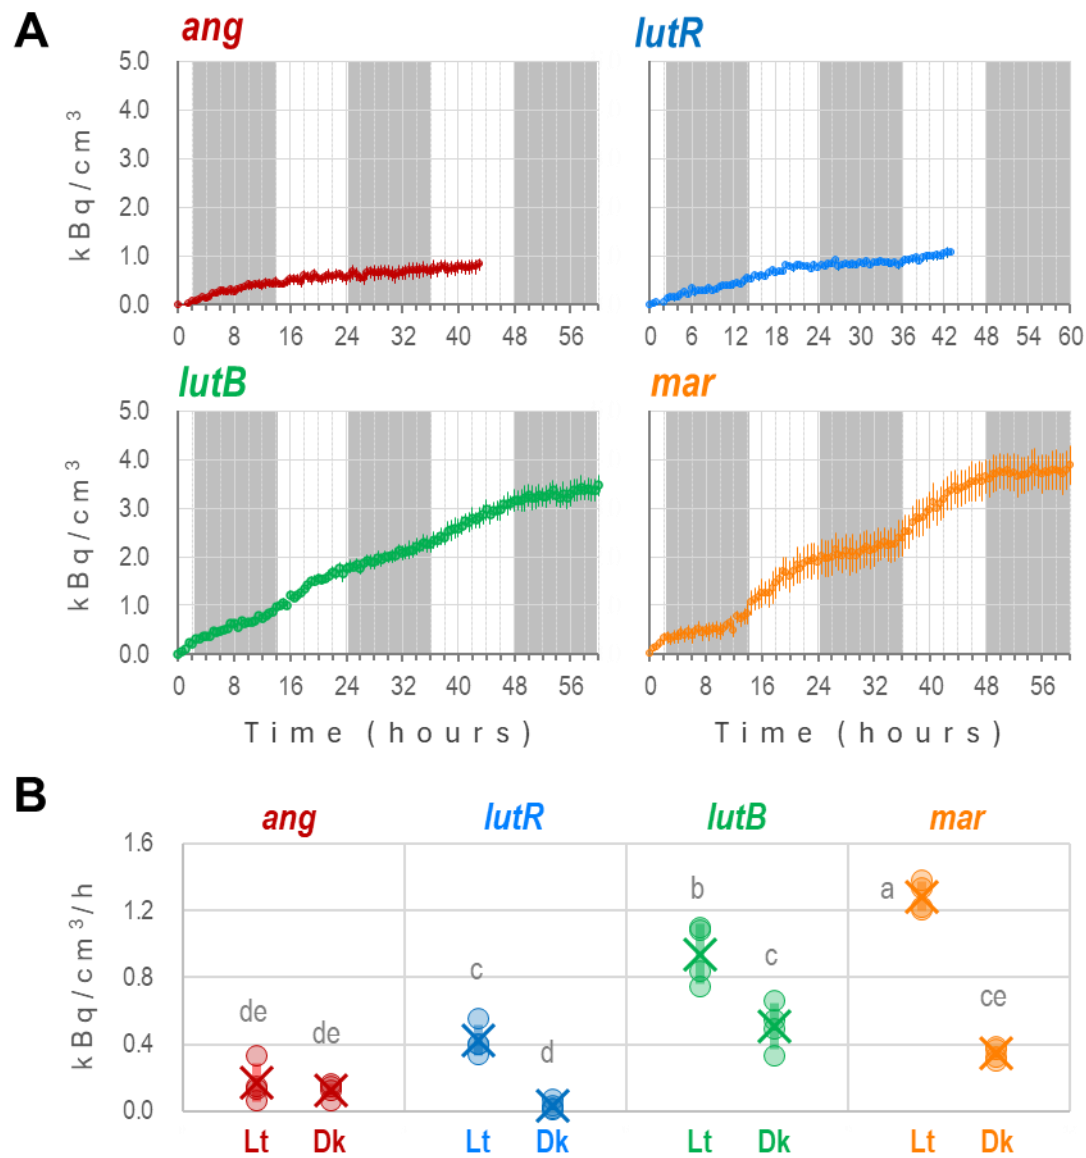 A
ang
lutR
5.0
4.0
3.0
2.0
1.0
0.0
kBq/cm³
0 8 16 24 32 40 48 56
0 6 12 18 24 30 36 42 48 54 60
lutB
mar
5.0
4.0
3.0
2.0
1.0
0.0
kBq/cm³
0 8 16 24 32 40 48 56
0 8 16 24 32 40 48 56
Time (hours)
Time (hours)
B
ang lutR lutB mar
1.6
1.2
0.8
0.4
0.0
kBq/cm³/h
de de c d b c a ce
Lt Dk Lt Dk Lt Dk Lt Dk